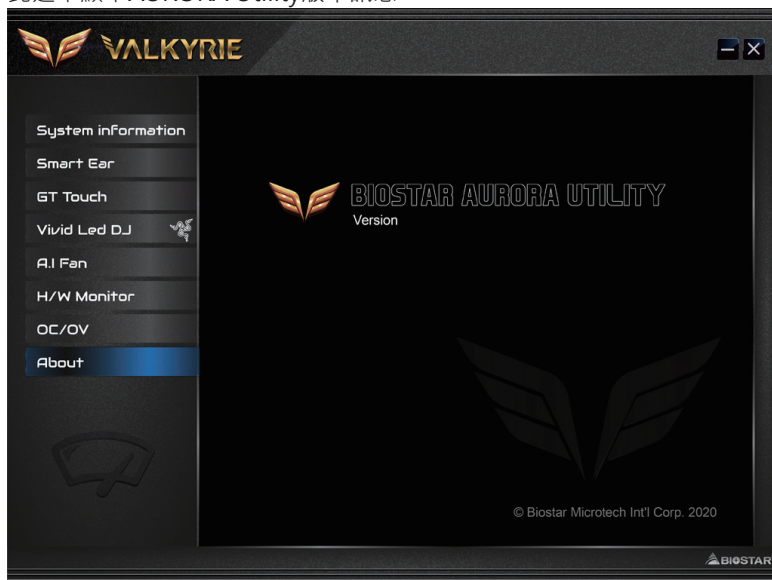 VALKYRIE
System information
Smart Ear
GT Touch
Vivid Led DJ
A.I Fan
H/W Monitor
OC/OV
About
BIOSTAR AURORA UTILITY
Version
© Biostar Microtech Int'l Corp. 2020
BIOSTAR